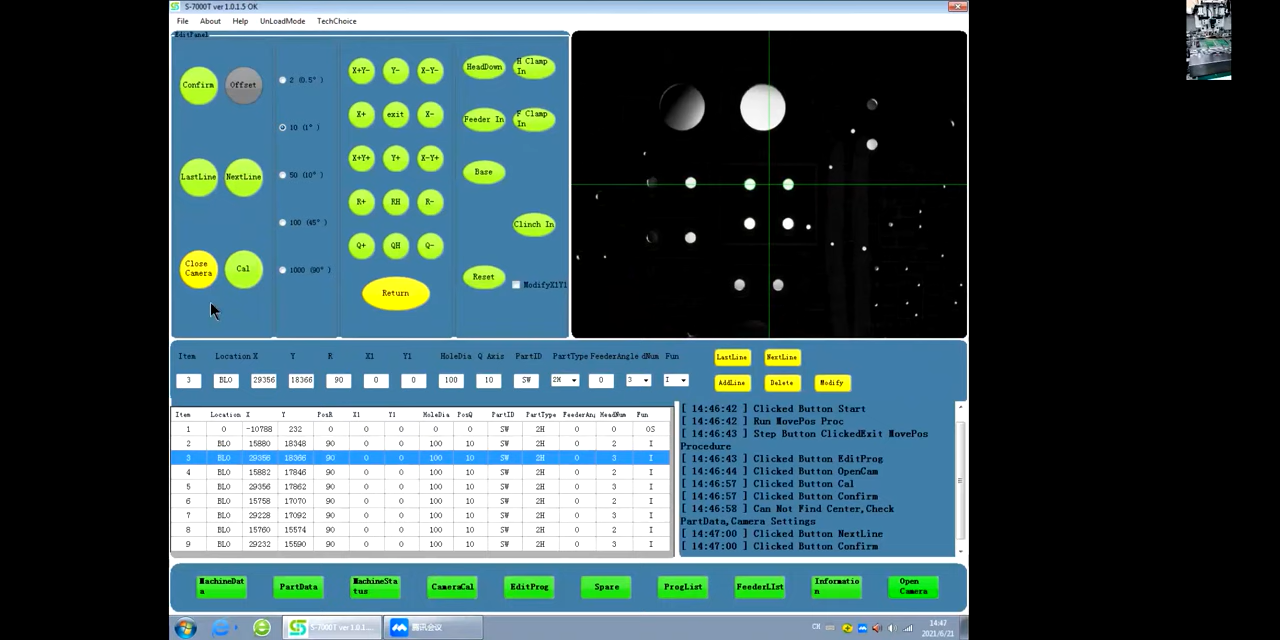 S-7000T ver 1.0.1.5 OK
File About Help UnLoadMode TechChoice
EditPanel
Confirm Offset
LastLine NextLine
Close Camera Cal
2 (0.5° )
10 (1° )
50 (10° )
100 (45° )
1000 (90° )
X+Y- Y- X-Y-
X+ exit X-
X+Y+ Y+ X-Y+
R+ RH R-
Q+ QH Q-
Return
HeadDown H Clamp In
Feeder In F Clamp In
Base
Clinch In
Reset ModifyX1Y1
Item Location X Y R X1 Y1 HoleDia Q Axis PartID PartType FeederAngle dNum Fun
3 BL0 29356 18366 90 0 0 100 10 SW 2H 0 3 I
LastLine NextLine
AddLine Delete Modify
Item Location X Y PosR X1 Y1 HoleDia PosQ PartID PartType FeederAng HeadNum Fun
1 0 -10788 232 0 0 0 0 0 SW 2H 0 0 OS
2 BL0 15880 18348 90 0 0 100 10 SW 2H 0 2 I
3 BL0 29356 18366 90 0 0 100 10 SW 2H 0 3 I
4 BL0 15882 17846 90 0 0 100 10 SW 2H 0 2 I
5 BL0 29356 17862 90 0 0 100 10 SW 2H 0 3 I
6 BL0 15758 17070 90 0 0 100 10 SW 2H 0 2 I
7 BL0 29228 17092 90 0 0 100 10 SW 2H 0 3 I
8 BL0 15760 15574 90 0 0 100 10 SW 2H 0 2 I
9 BL0 29232 15590 90 0 0 100 10 SW 2H 0 3 I
[ 14:46:42 ] Clicked Button Start
[ 14:46:42 ] Run MovePos Proc
[ 14:46:43 ] Step Button ClickedExit MovePos
Procedure
[ 14:46:43 ] Clicked Button EditProg
[ 14:46:44 ] Clicked Button OpenCam
[ 14:46:57 ] Clicked Button Cal
[ 14:46:57 ] Clicked Button Confirm
[ 14:46:58 ] Can Not Find Center,Check
PartData,Camera Settings
[ 14:47:00 ] Clicked Button NextLine
[ 14:47:00 ] Clicked Button Confirm
MachineData PartData MachineStatus CameraCal EditProg Spare ProgList FeederLIst Information Open Camera
S-7000T ver 1.0.1... 腾讯会议 CN 14:47
2021/6/21